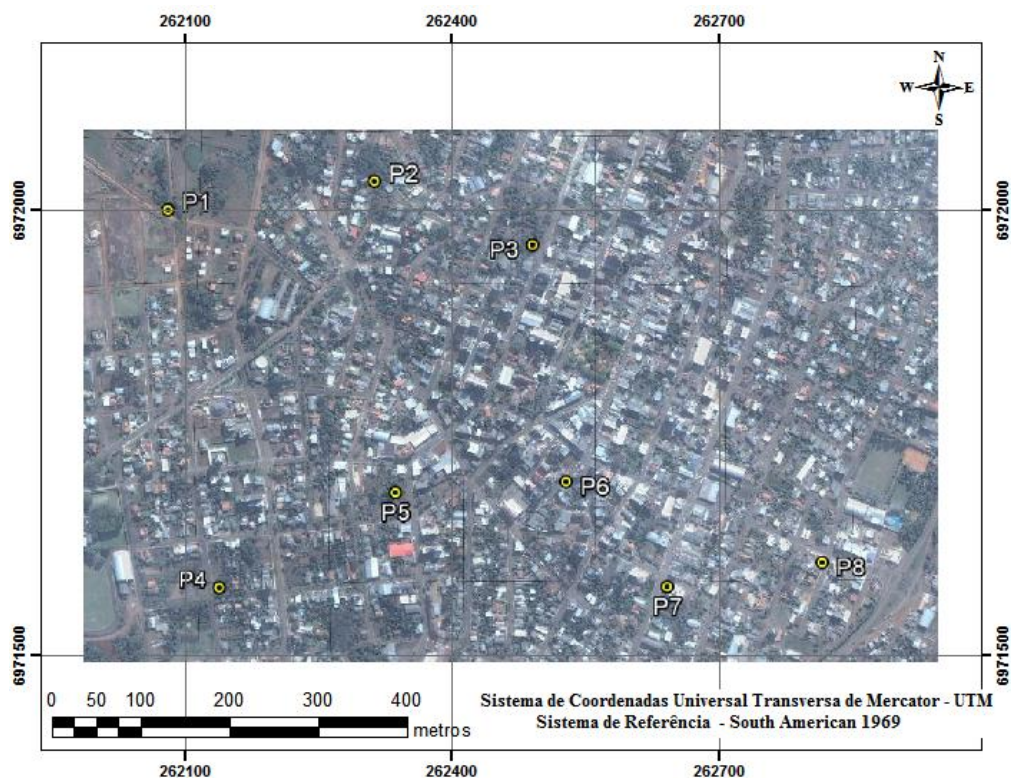 262100 262400 262700
N
W E
S
P2
P1
6972000 6972000
P3
P6
P5
P8
P4
P7
6971500 6971500
0 50 100 200 300 400
metros
Sistema de Coordenadas Universal Transversa de Mercator - UTM
Sistema de Referência - South American 1969
262100 262400 262700